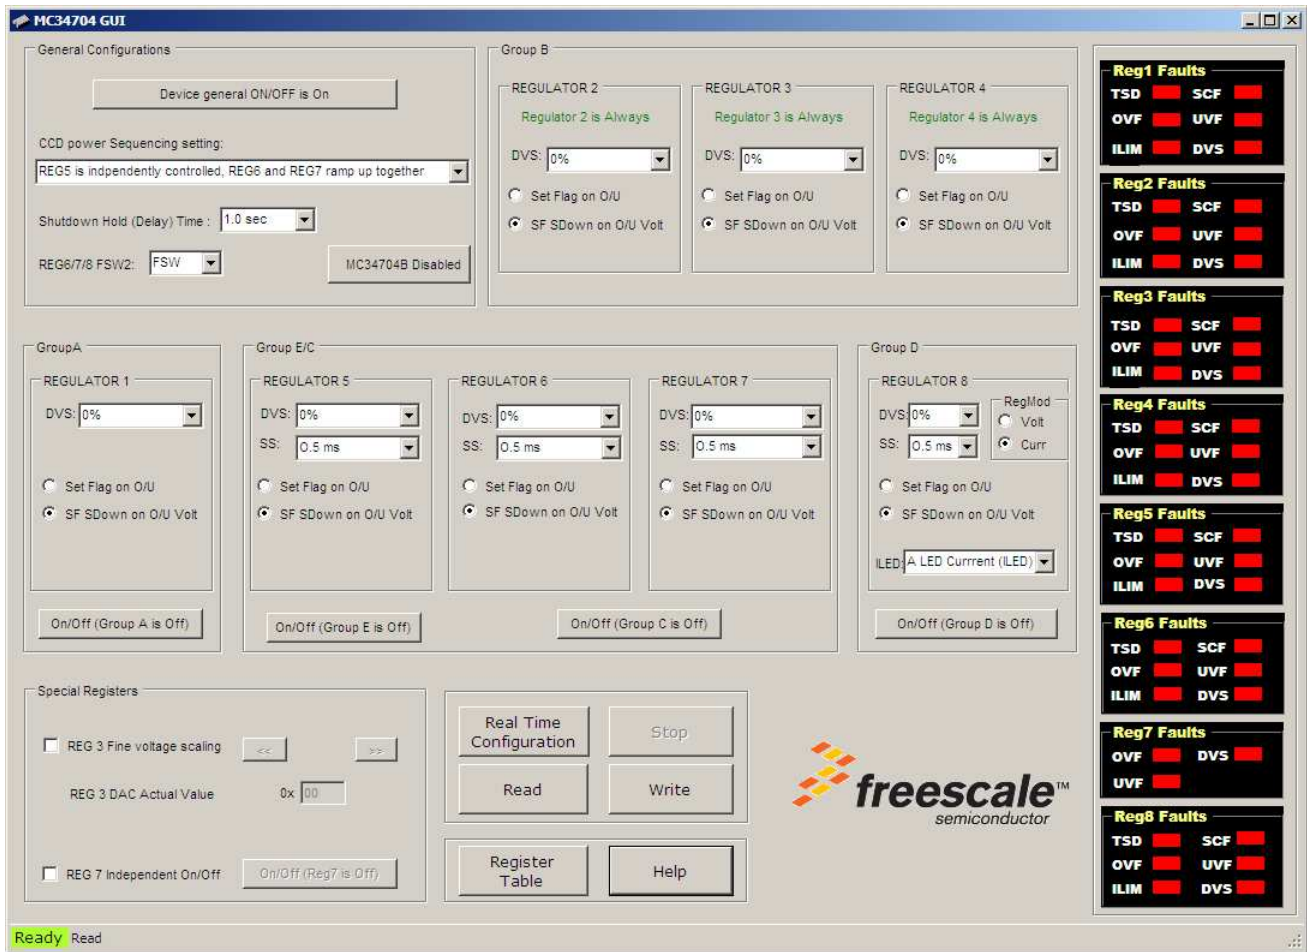 MC34704 GUI
General Configurations
Device general ON/OFF is On
CCD power Sequencing setting:
REG5 is indpendently controlled, REG6 and REG7 ramp up together
Shutdown Hold (Delay) Time : 1.0 sec
REG6/7/8 FSW2: FSW
MC34704B Disabled
Group B
REGULATOR 2
Regulator 2 is Always
DVS: 0%
Set Flag on O/U
SF SDown on O/U Volt
REGULATOR 3
Regulator 3 is Always
DVS: 0%
Set Flag on O/U
SF SDown on O/U Volt
REGULATOR 4
Regulator 4 is Always
DVS: 0%
Set Flag on O/U
SF SDown on O/U Volt
GroupA
REGULATOR 1
DVS: 0%
Set Flag on O/U
SF SDown on O/U Volt
On/Off (Group A is Off)
Group E/C
REGULATOR 5
DVS: 0%
SS: 0.5 ms
Set Flag on O/U
SF SDown on O/U Volt
On/Off (Group E is Off)
REGULATOR 6
DVS: 0%
SS: 0.5 ms
Set Flag on O/U
SF SDown on O/U Volt
REGULATOR 7
DVS: 0%
SS: 0.5 ms
Set Flag on O/U
SF SDown on O/U Volt
On/Off (Group C is Off)
Group D
REGULATOR 8
DVS: 0%
SS: 0.5 ms
RegMod
Volt
Curr
Set Flag on O/U
SF SDown on O/U Volt
ILED: A LED Currrent (ILED)
On/Off (Group D is Off)
Special Registers
REG 3 Fine voltage scaling << >>
REG 3 DAC Actual Value 0x 00
REG 7 Independent On/Off On/Off (Reg7 is Off)
Real Time
Configuration
Stop
Read
Write
Register
Table
Help
freescale™
semiconductor
Reg1 Faults
TSD SCF
OVF UVF
ILIM DVS
Reg2 Faults
TSD SCF
OVF UVF
ILIM DVS
Reg3 Faults
TSD SCF
OVF UVF
ILIM DVS
Reg4 Faults
TSD SCF
OVF UVF
ILIM DVS
Reg5 Faults
TSD SCF
OVF UVF
ILIM DVS
Reg6 Faults
TSD SCF
OVF UVF
ILIM DVS
Reg7 Faults
OVF DVS
UVF
Reg8 Faults
TSD SCF
OVF UVF
ILIM DVS
Ready Read